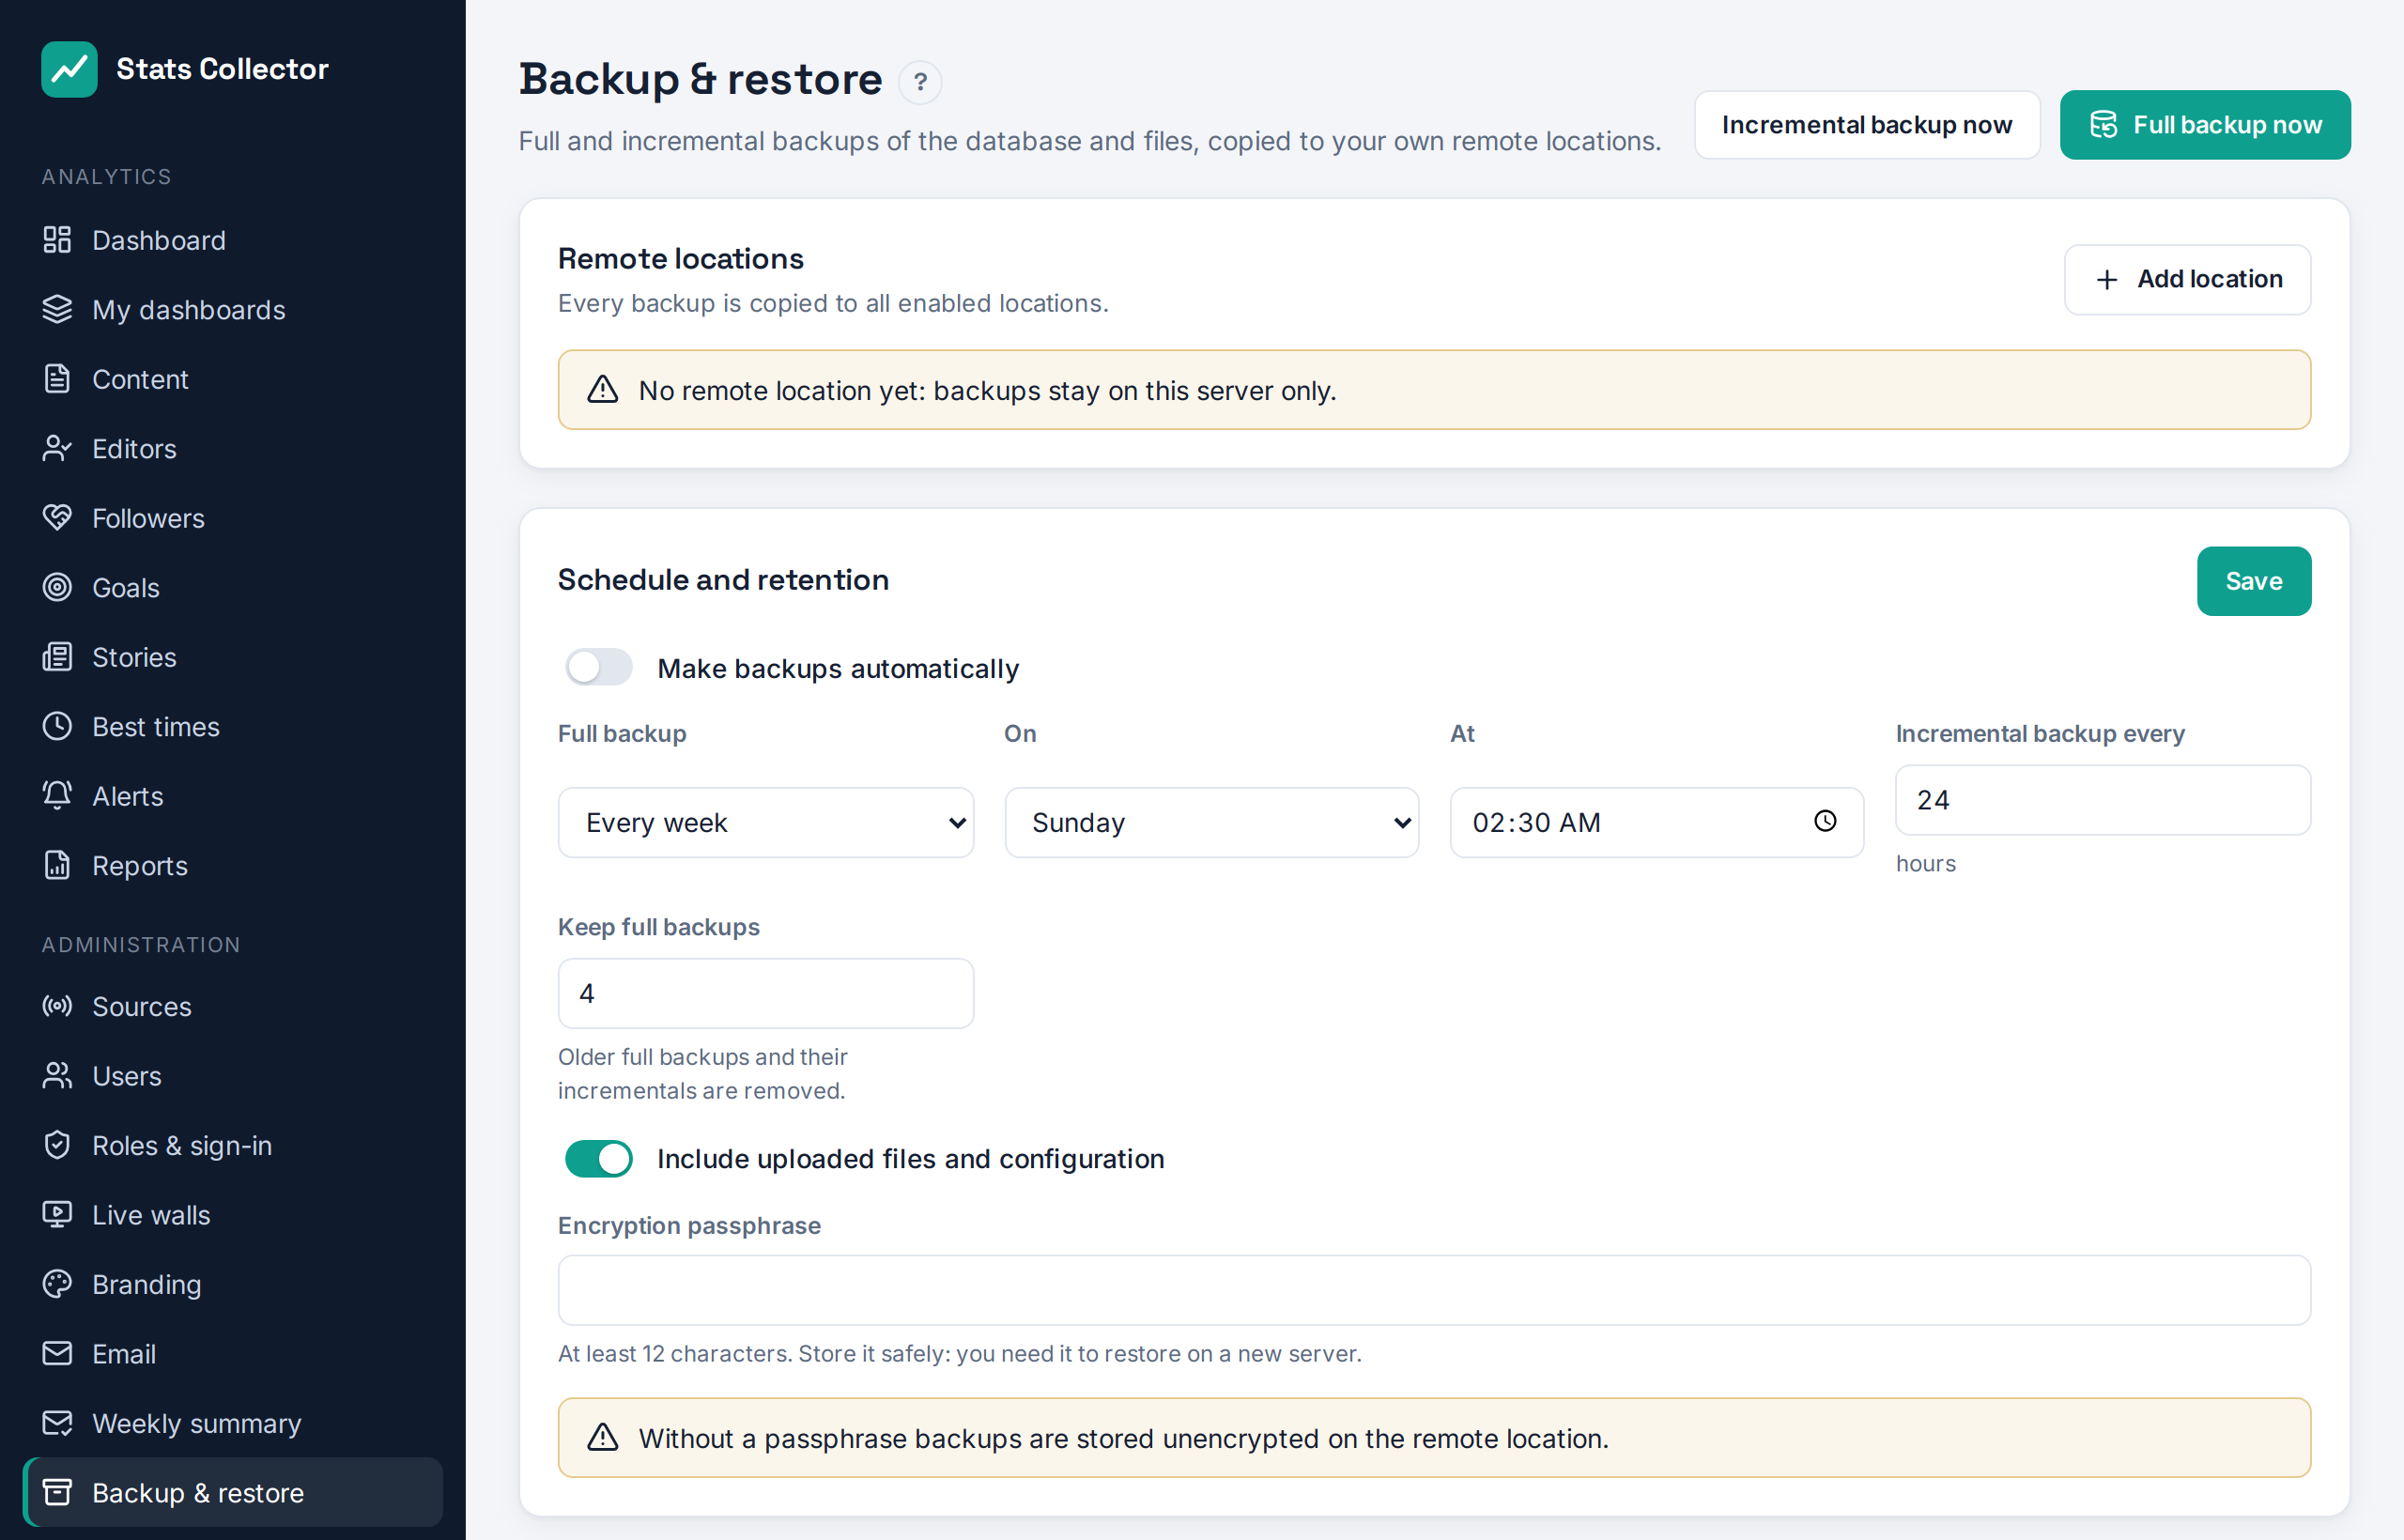 Stats Collector
ANALYTICS
Dashboard
My dashboards
Content
Editors
Followers
Goals
Stories
Best times
Alerts
Reports
ADMINISTRATION
Sources
Users
Roles & sign-in
Live walls
Branding
Email
Weekly summary
Backup & restore
Backup & restore ?
Full and incremental backups of the database and files, copied to your own remote locations.
Incremental backup now
Full backup now
Remote locations
Every backup is copied to all enabled locations.
Add location
No remote location yet: backups stay on this server only.
Schedule and retention
Save
Make backups automatically
Full backup
Every week
On
Sunday
At
02:30 AM
Incremental backup every
24
hours
Keep full backups
4
Older full backups and their
incrementals are removed.
Include uploaded files and configuration
Encryption passphrase
At least 12 characters. Store it safely: you need it to restore on a new server.
Without a passphrase backups are stored unencrypted on the remote location.